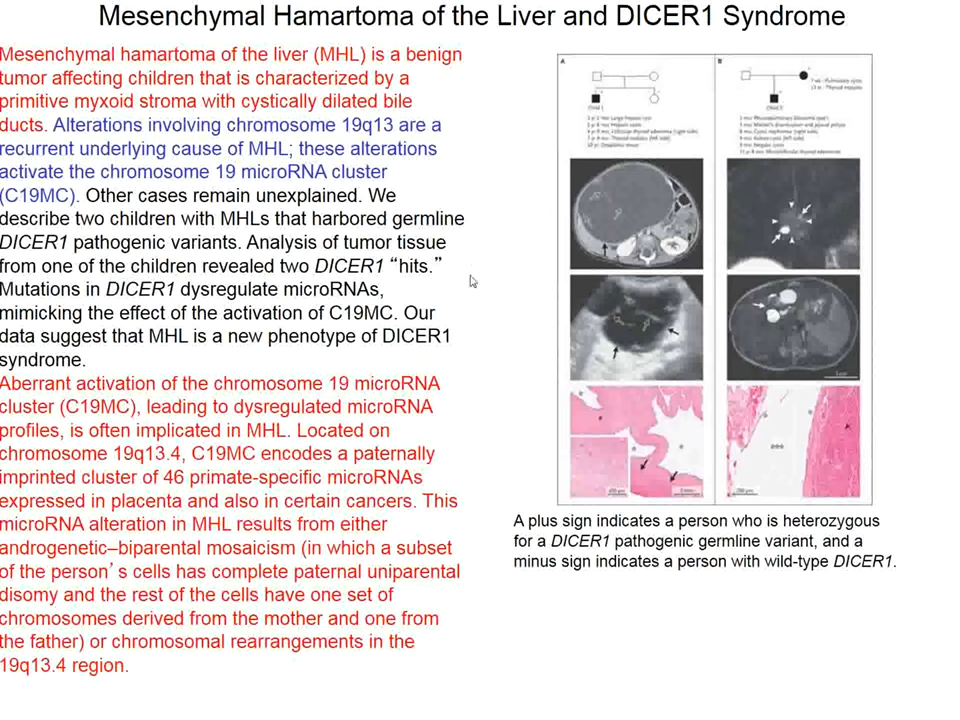 Mesenchymal Hamartoma of the Liver and DICER1 Syndrome
Mesenchymal hamartoma of the liver (MHL) is a benign
tumor affecting children that is characterized by a
primitive myxoid stroma with cystically dilated bile
ducts. Alterations involving chromosome 19q13 are a
recurrent underlying cause of MHL; these alterations
activate the chromosome 19 microRNA cluster
(C19MC). Other cases remain unexplained. We
describe two children with MHLs that harbored germline
DICER1 pathogenic variants. Analysis of tumor tissue
from one of the children revealed two DICER1 “hits.”
Mutations in DICER1 dysregulate microRNAs,
mimicking the effect of the activation of C19MC. Our
data suggest that MHL is a new phenotype of DICER1
syndrome.
Aberrant activation of the chromosome 19 microRNA
cluster (C19MC), leading to dysregulated microRNA
profiles, is often implicated in MHL. Located on
chromosome 19q13.4, C19MC encodes a paternally
imprinted cluster of 46 primate-specific microRNAs
expressed in placenta and also in certain cancers. This
microRNA alteration in MHL results from either
androgenetic–biparental mosaicism (in which a subset
of the person’s cells has complete paternal uniparental
disomy and the rest of the cells have one set of
chromosomes derived from the mother and one from
the father) or chromosomal rearrangements in the
19q13.4 region.
A
B
A plus sign indicates a person who is heterozygous
for a DICER1 pathogenic germline variant, and a
minus sign indicates a person with wild-type DICER1.